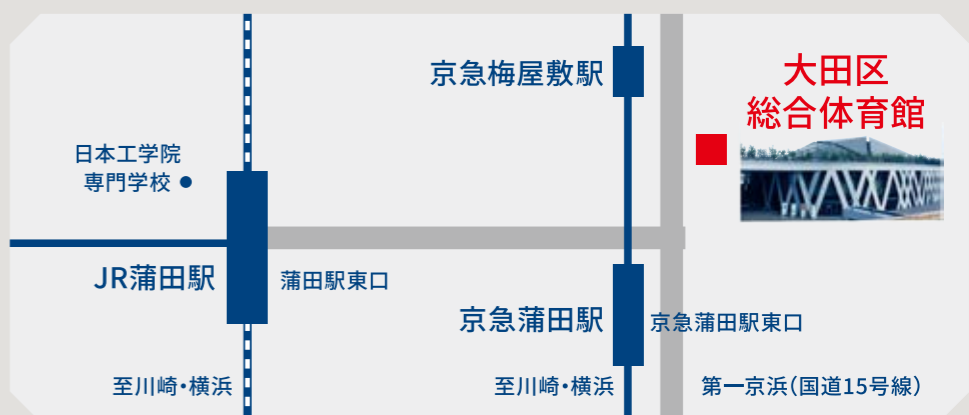 大田区
総合体育館
京急梅屋敷駅
日本工学院
専門学校
JR蒲田駅
蒲田駅東口
京急蒲田駅
京急蒲田駅東口
至川崎・横浜
至川崎・横浜
第一京浜(国道15号線)